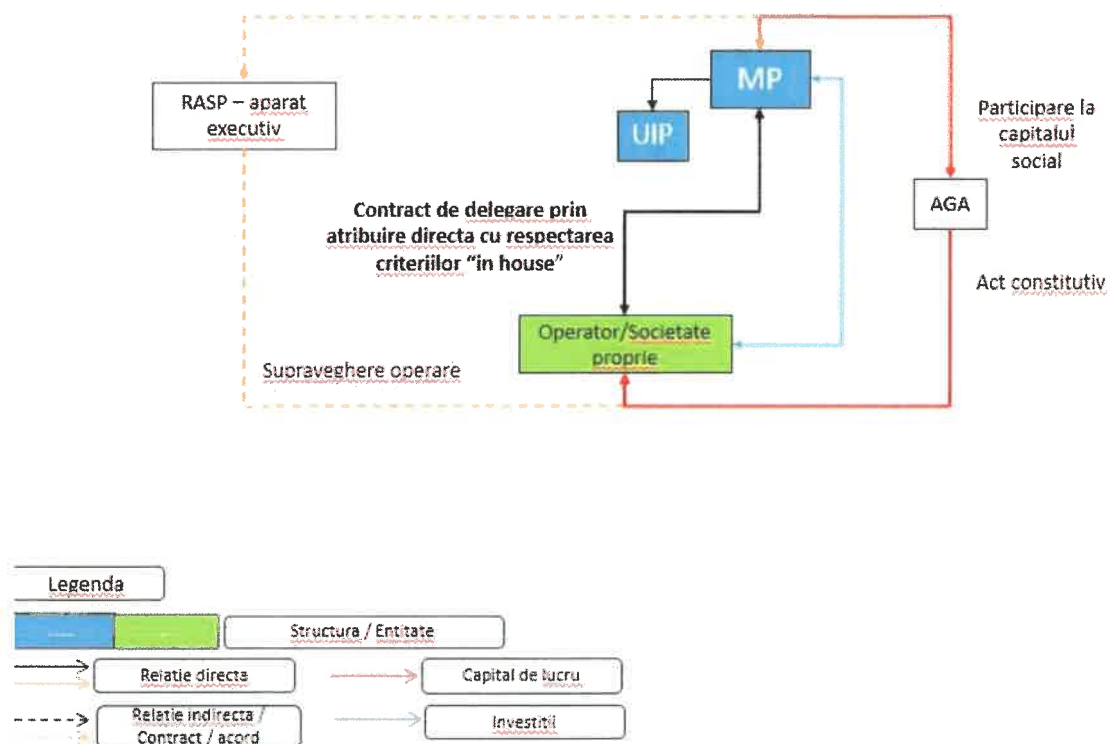 MP
RASP – aparat
executiv
UIP
Participare la
capitalul
social
AGA
Contract de delegare prin
atribuire directa cu respectarea
criteriilor “in house”
Act constitutiv
Operator/Societate
proprie
Supraveghere operare
Legenda
Structura / Entitate
Relatie directa
Capital de lucru
Relatie indirecta /
Contract / acord
Investitii